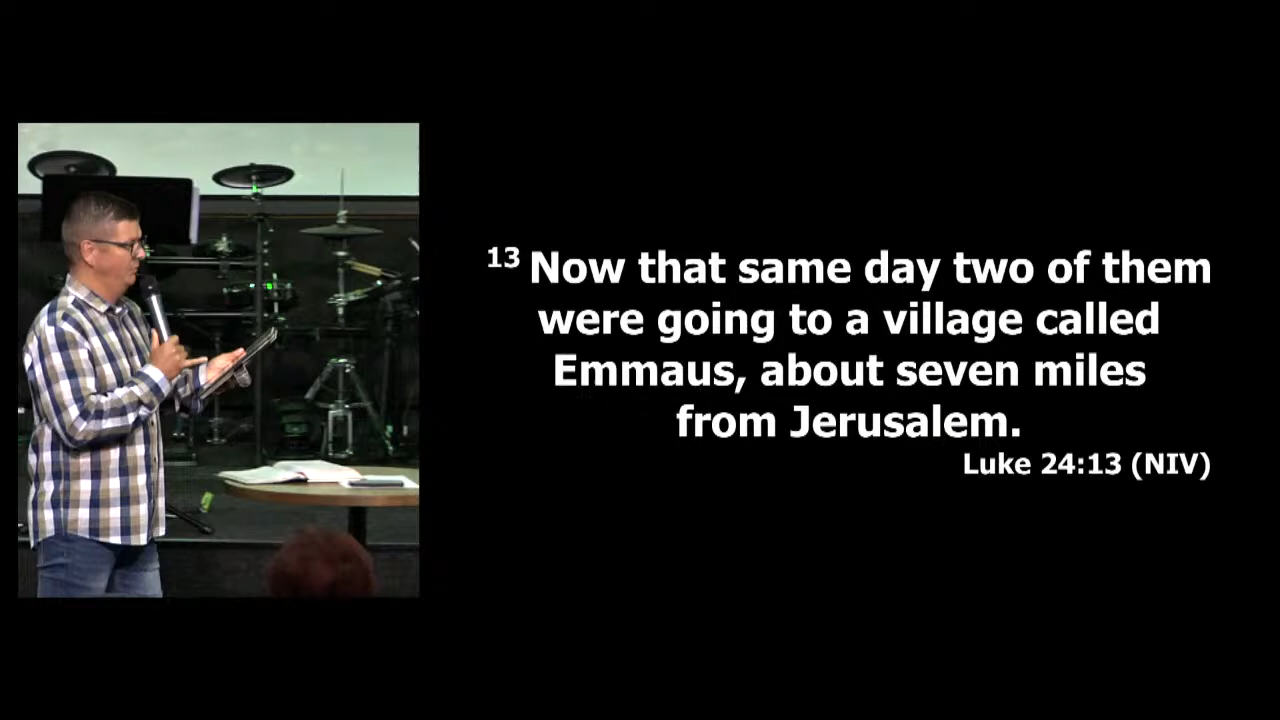 13 Now that same day two of them
were going to a village called
Emmaus, about seven miles
from Jerusalem.
Luke 24:13 (NIV)